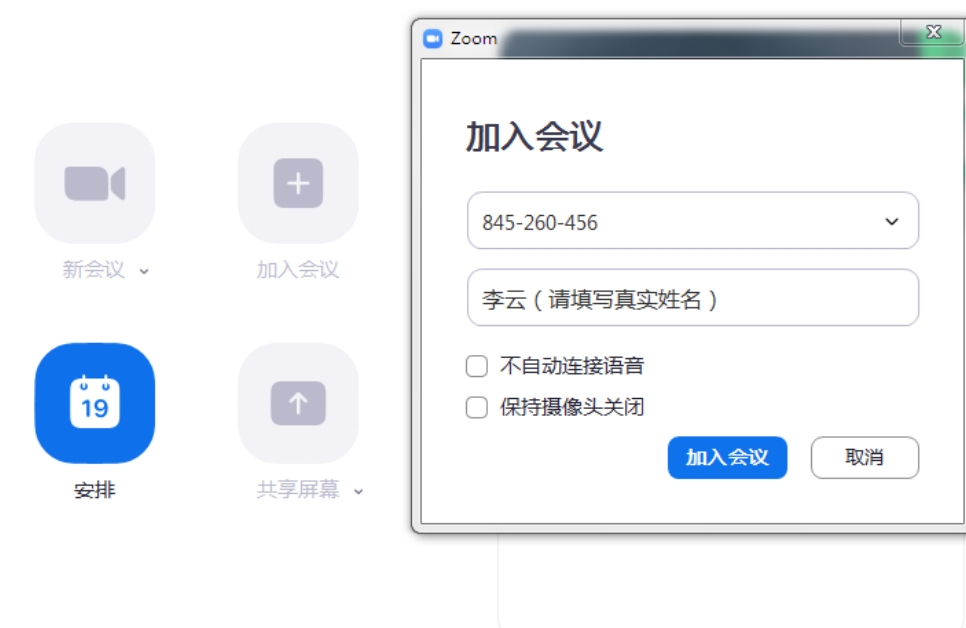 Zoom
加入会议
845-260-456
李云（请填写真实姓名）
不自动连接语音
保持摄像头关闭
加入会议
取消
新会议
加入会议
19
安排
共享屏幕